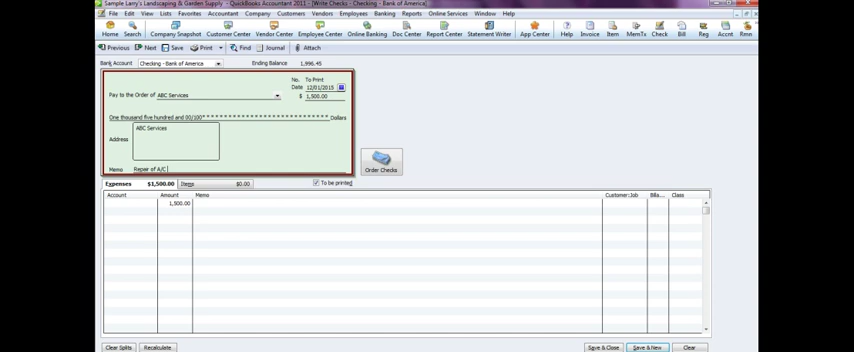 Sample Larry's Landscaping & Garden Supply - QuickBooks Accountant 2011 - [Write Checks - Checking - Bank of America]
File Edit View Lists Favorites Accountant Company Customers Vendors Employees Banking Reports Online Services Window Help
Home Search Company Snapshot Customer Center Vendor Center Employee Center Online Banking Doc Center Report Center Statement Writer App Center Help Invoice Item MemTx Check Bill Reg Accnt Rmn
Previous Next Save Print Find Journal Attach
Bank Account Checking - Bank of America Ending Balance 1,996.45
No. To Print
Date 12/01/2015
Pay to the Order of ABC Services $ 1,500.00
One thousand five hundred and 00/100* * * * * * * * * * * * * * * * * * * * * * * * * * * * * * Dollars
ABC Services
Address
Memo Repair of A/C
Order Checks
Expenses $1,500.00 Items $0.00 To be printed
Account Amount Memo Customer:Job Billa... Class
1,500.00
Clear Splits Recalculate Save & Close Save & New Clear